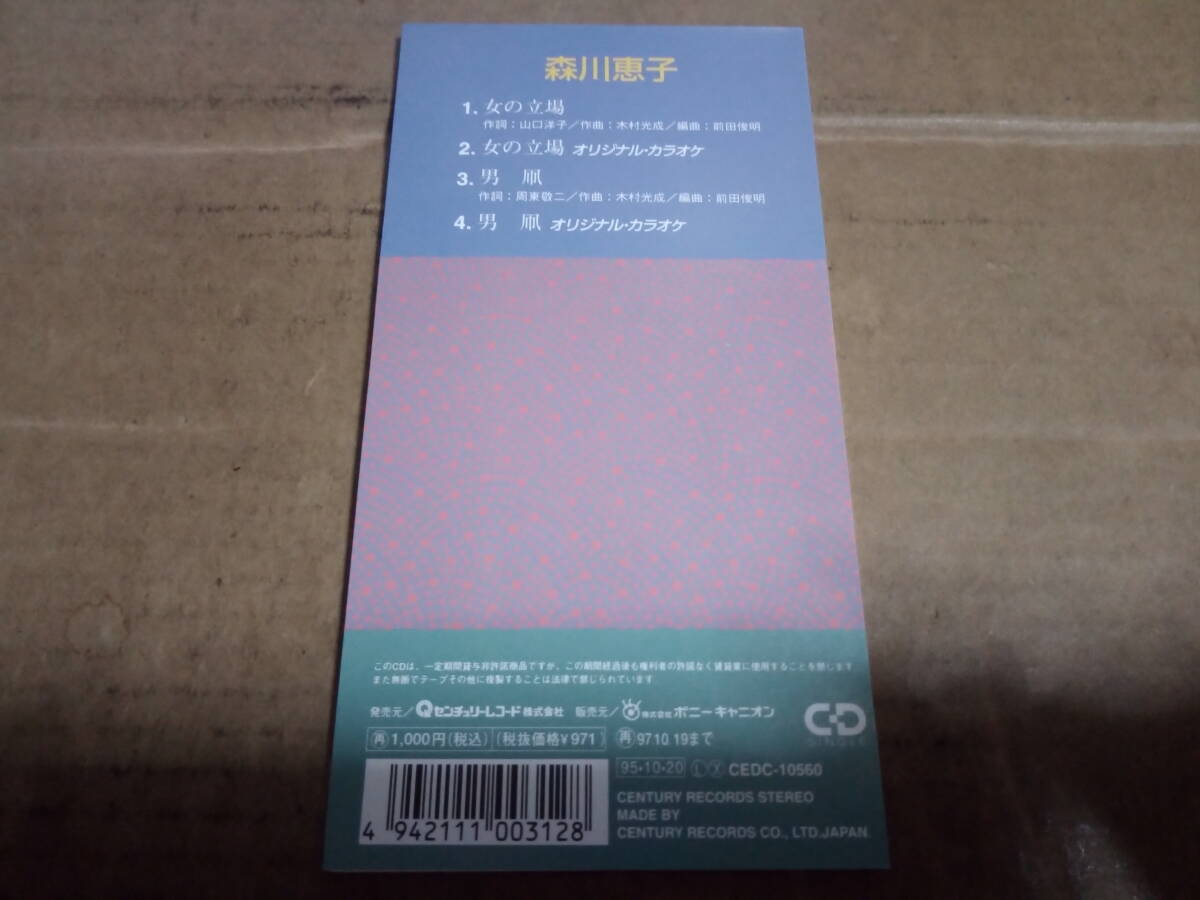 森川恵子
1. 女の立場
作詞：山口洋子／作曲：木村光成／編曲：前田俊明
2. 女の立場 オリジナル・カラオケ
3. 男 凧
作詞：周東敬二／作曲：木村光成／編曲：前田俊明
4. 男 凧 オリジナル・カラオケ
このCDは、一定期間貸与非許諾商品ですが、この期間経過後も権利者の許諾なく賃貸業に使用することを禁じます
また無断でテープその他に複製することは法律で禁じられています
発売元／センチュリーレコード株式会社 販売元／株式会社ポニーキャニオン
再 1,000円(税込) (税抜価格¥971) 再 97.10.19まで
CD
SINGLE
95・10・20 Ⓛ Ⓧ CEDC-10560
CENTURY RECORDS STEREO
MADE BY
CENTURY RECORDS CO., LTD.JAPAN.
4 942111 003128